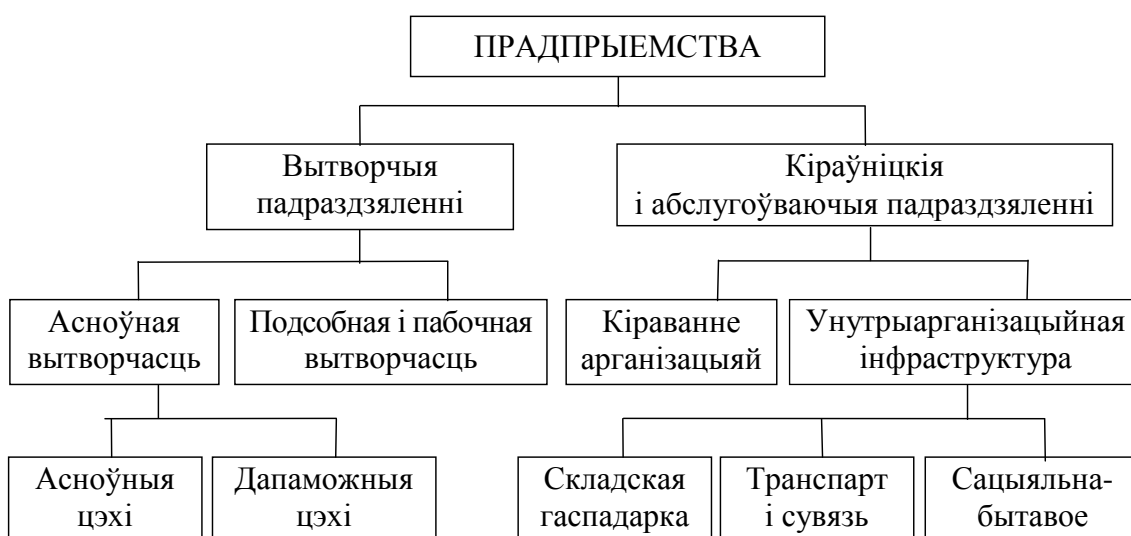 ПРАДПРЫЕМСТВА
Вытворчыя
падраздзяленні
Кіраўніцкія
і абслугоўваючыя падраздзяленні
Асноўная
вытворчасць
Подсобная і пабочная
вытворчасць
Кіраванне
арганізацыяй
Унутрыарганізацыйная
інфраструктура
Асноўныя
цэхі
Дапаможныя
цэхі
Складская
гаспадарка
Транспарт
і сувязь
Сацыяльна-
бытавое